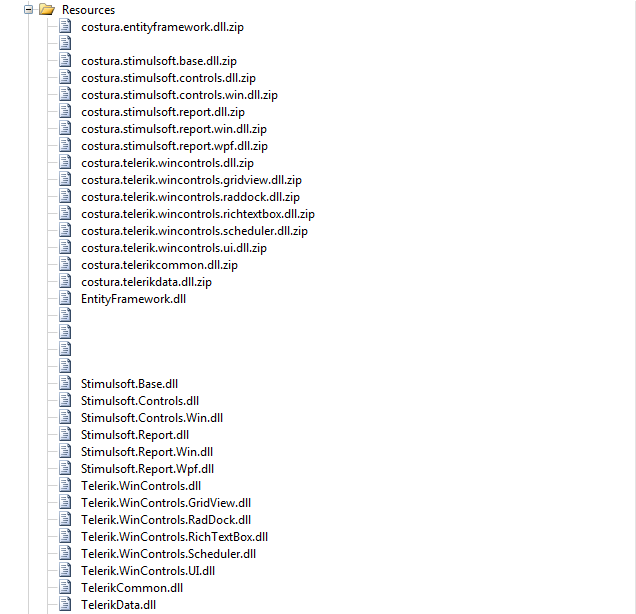 Resources
costura.entityframework.dll.zip
costura.stimulsoft.base.dll.zip
costura.stimulsoft.controls.dll.zip
costura.stimulsoft.controls.win.dll.zip
costura.stimulsoft.report.dll.zip
costura.stimulsoft.report.win.dll.zip
costura.stimulsoft.report.wpf.dll.zip
costura.telerik.wincontrols.dll.zip
costura.telerik.wincontrols.gridview.dll.zip
costura.telerik.wincontrols.raddock.dll.zip
costura.telerik.wincontrols.richtextbox.dll.zip
costura.telerik.wincontrols.scheduler.dll.zip
costura.telerik.wincontrols.ui.dll.zip
costura.telerikcommon.dll.zip
costura.telerikdata.dll.zip
EntityFramework.dll
Stimulsoft.Base.dll
Stimulsoft.Controls.dll
Stimulsoft.Controls.Win.dll
Stimulsoft.Report.dll
Stimulsoft.Report.Win.dll
Stimulsoft.Report.Wpf.dll
Telerik.WinControls.dll
Telerik.WinControls.GridView.dll
Telerik.WinControls.RadDock.dll
Telerik.WinControls.RichTextBox.dll
Telerik.WinControls.Scheduler.dll
Telerik.WinControls.UI.dll
TelerikCommon.dll
TelerikData.dll